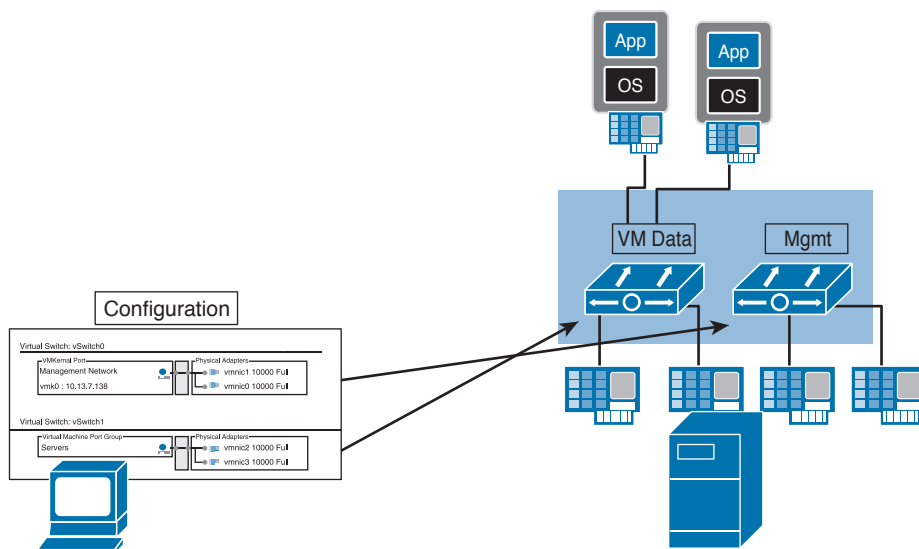 App
OS
App
OS
VM Data
Mgmt
Configuration
Virtual Switch: vSwitch0
VMKernal Port
Management Network
vmk0 : 10.13.7.138
Physical Adapters
vmnic1 10000 Full
vmnic0 10000 Full
Virtual Switch: vSwitch1
Virtual Machine Port Group
Servers
Physical Adapters
vmnic2 10000 Full
vmnic3 10000 Full